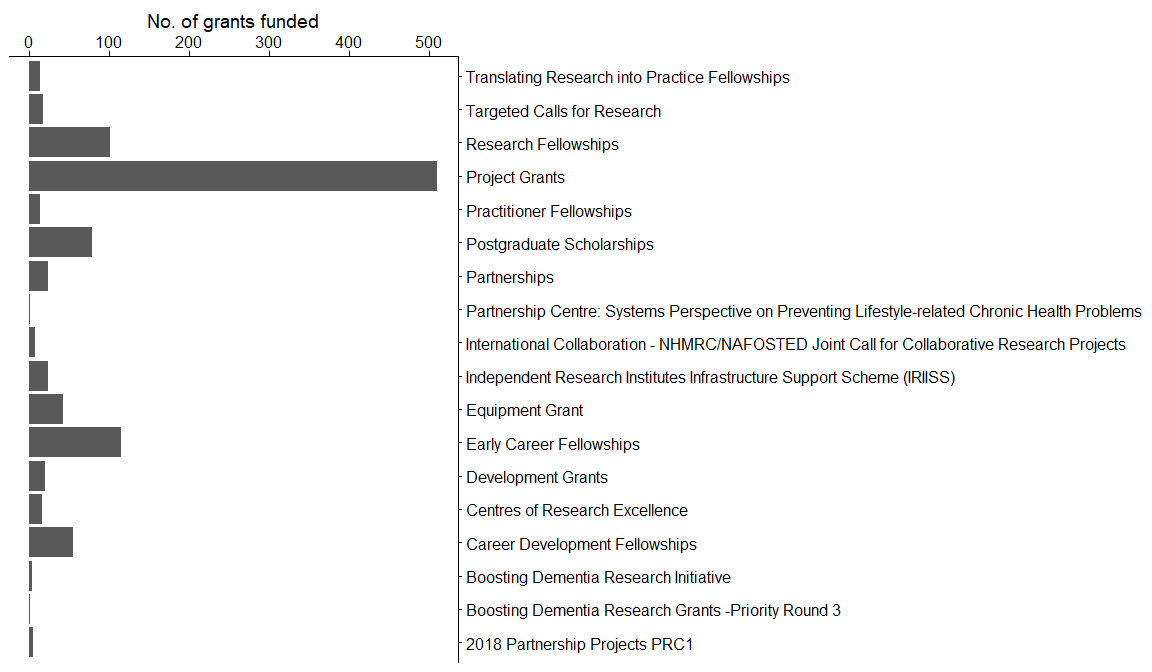 No. of grants funded
0 100 200 300 400 500
Translating Research into Practice Fellowships
Targeted Calls for Research
Research Fellowships
Project Grants
Practitioner Fellowships
Postgraduate Scholarships
Partnerships
Partnership Centre: Systems Perspective on Preventing Lifestyle-related Chronic Health Problems
International Collaboration - NHMRC/NAFOSTED Joint Call for Collaborative Research Projects
Independent Research Institutes Infrastructure Support Scheme (IRIISS)
Equipment Grant
Early Career Fellowships
Development Grants
Centres of Research Excellence
Career Development Fellowships
Boosting Dementia Research Initiative
Boosting Dementia Research Grants -Priority Round 3
2018 Partnership Projects PRC1